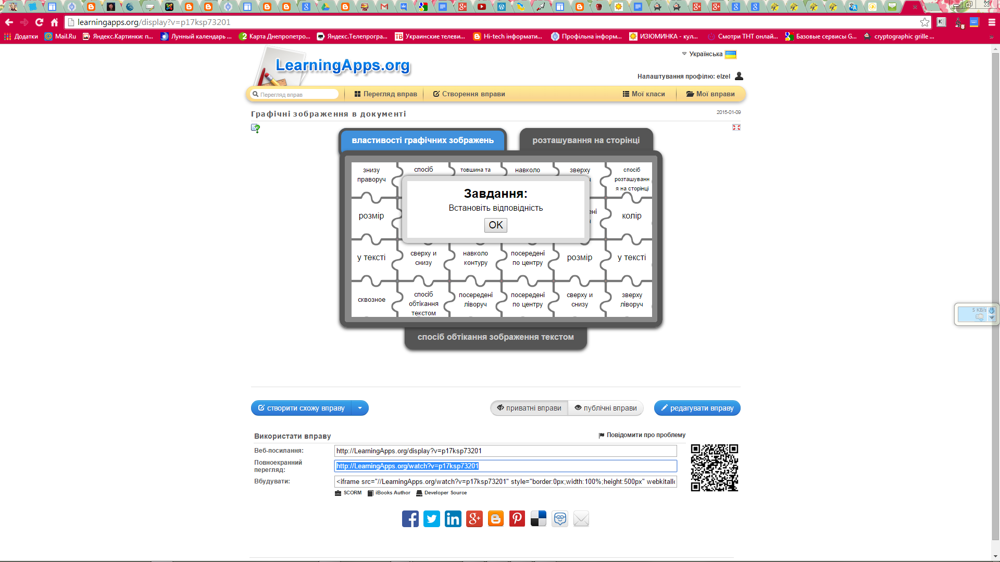 learningapps.org/display?v=p17ksp73201
Додатки
Mail.Ru
Яндекс.Картинки: п...
Лунный календарь ...
Карта Днепропетро...
Яндекс.Телепрогра...
Украинские телеви...
Hi-tech інформати...
Профільна інформ...
ИЗЮМИНКА - кул...
Смотри ТНТ онлай...
Базовые сервисы G...
cryptographic grille ...
LearningApps.org
Українська
Налаштування профілю: elzel
Перегляд вправ
Перегляд вправ
Створення вправи
Мої класи
Мої вправи
Графічні зображення в документі
2015-01-09
властивості графічних зображень
розташування на сторінці
знизу
праворуч
спосіб
товшина та
навколо
зверху
спосіб
розташуванн
я на сторінці
Завдання:
Встановіть відповідність
OK
розмір
ені
колір
у тексті
сверху и
снизу
навколо
контуру
посередені
по центру
розмір
у тексті
сквозное
спосіб
обтікання
текстом
посередені
ліворуч
посередені
по центру
сверху и
снизу
зверху
ліворуч
спосіб обтікання зображення текстом
5 KB/s
створити схожу вправу
приватні вправи
публічні вправи
редагувати вправу
Використати вправу
Повідомити про проблему
Веб-посилання:
http://LearningApps.org/display?v=p17ksp73201
Повноекранний
перегляд:
http://LearningApps.org/watch?v=p17ksp73201
Вбудувати:
<iframe src="//LearningApps.org/watch?v=p17ksp73201" style="border:0px;width:100%;height:500px" webkitallo
SCORM
iBooks Author
Developer Source